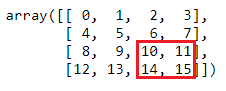 array([[ 0, 1, 2, 3],
[ 4, 5, 6, 7],
[ 8, 9, 10, 11],
[12, 13, 14, 15]])